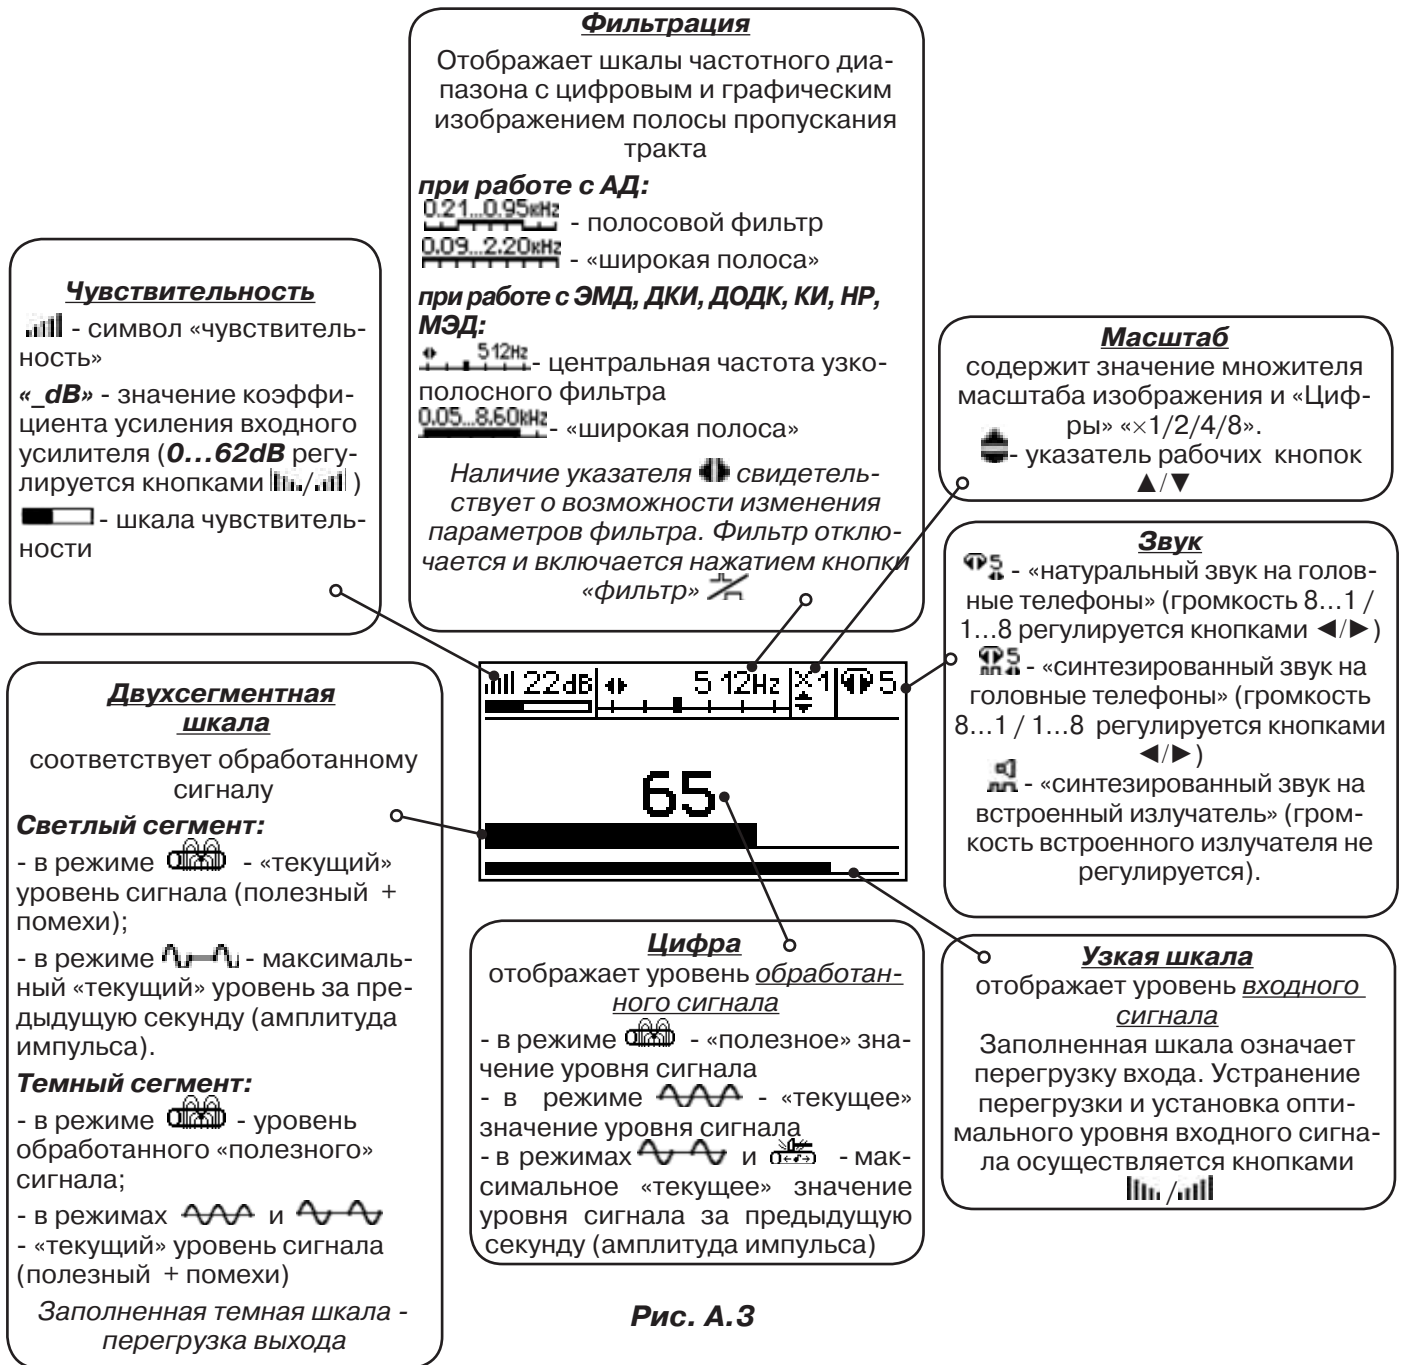 Фильтрация
Отображает шкалы частотного диа-
пазона с цифровым и графическим
изображением полосы пропускания
тракта
при работе с АД:
0.21...0.95кHz - полосовой фильтр
0.09...2.20кHz - «широкая полоса»
при работе с ЭМД, ДКИ, ДОДК, КИ, НР,
МЭД:
512Hz - центральная частота узко-
полосного фильтра
0.05...8.60кHz - «широкая полоса»
Наличие указателя свидетель-
ствует о возможности изменения
параметров фильтра. Фильтр отклю-
чается и включается нажатием кнопки
«фильтр»
Чувствительность
- символ «чувствитель-
ность»
«_dB» - значение коэффи-
циента усиления входного
усилителя (0...62dB регу-
лируется кнопками / )
- шкала чувствитель-
ности
Масштаб
содержит значение множителя
масштаба изображения и «Циф-
ры» «×1/2/4/8».
- указатель рабочих кнопок
▲/▼
Звук
5 - «натуральный звук на голов-
ные телефоны» (громкость 8...1 /
1...8 регулируется кнопками ◄/►)
5 - «синтезированный звук на
головные телефоны» (громкость
8...1 / 1...8 регулируется кнопками
◄/►)
- «синтезированный звук на
встроенный излучатель» (гром-
кость встроенного излучателя не
регулируется).
22dB 512Hz X1 5
65
Двухсегментная
шкала
соответствует обработанному
сигналу
Светлый сегмент:
- в режиме - «текущий»
уровень сигнала (полезный +
помехи);
- в режиме - максималь-
ный «текущий» уровень за пре-
дыдущую секунду (амплитуда
импульса).
Темный сегмент:
- в режиме - уровень
обработанного «полезного»
сигнала;
- в режимах и
- «текущий» уровень сигнала
(полезный + помехи)
Заполненная темная шкала -
перегрузка выхода
Цифра
отображает уровень обработан-
ного сигнала
- в режиме - «полезное» зна-
чение уровня сигнала
- в режиме - «текущее»
значение уровня сигнала
- в режимах и - мак-
симальное «текущее» значение
уровня сигнала за предыдущую
секунду (амплитуда импульса)
Узкая шкала
отображает уровень входного
сигнала
Заполненная шкала означает
перегрузку входа. Устранение
перегрузки и установка опти-
мального уровня входного сигна-
ла осуществляется кнопками
/
Рис. А.3